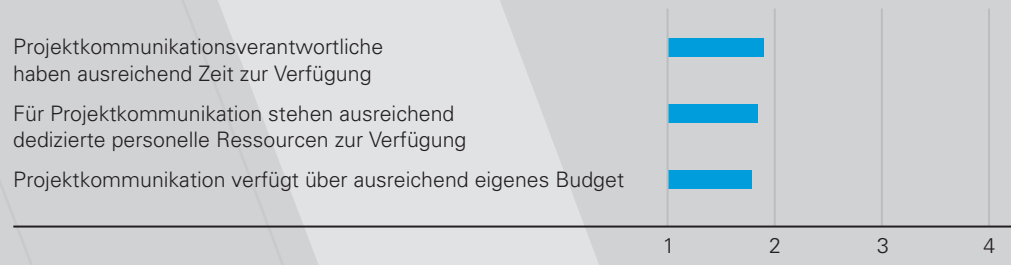 Projektkommunikationsverantwortliche
haben ausreichend Zeit zur Verfügung
Für Projektkommunikation stehen ausreichend
dedizierte personelle Ressourcen zur Verfügung
Projektkommunikation verfügt über ausreichend eigenes Budget
1 2 3 4